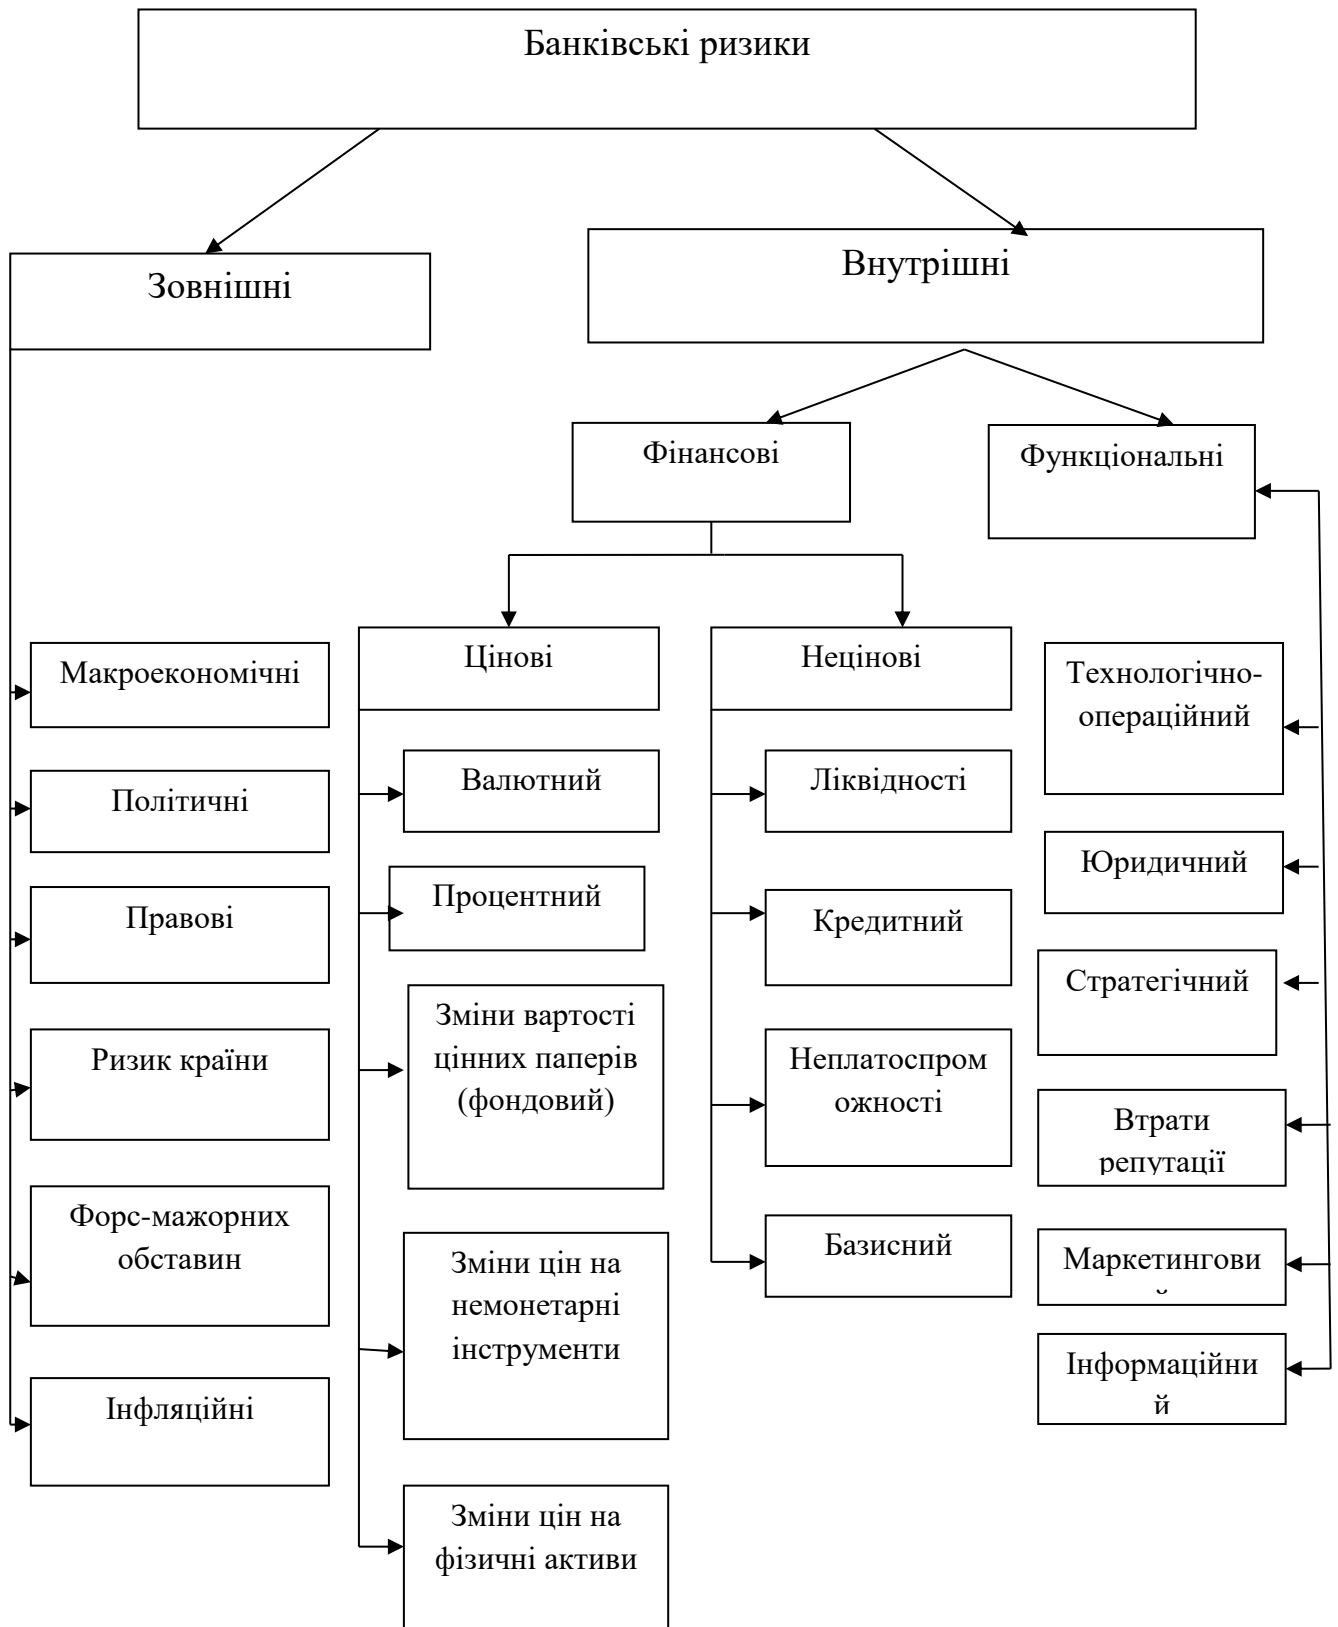 Банківські ризики
Зовнішні
Внутрішні
Фінансові
Функціональні
Макроекономічні
Політичні
Правові
Ризик країни
Форс-мажорних
обставин
Інфляційні
Цінові
Валютний
Процентний
Зміни вартості
цінних паперів
(фондовий)
Зміни цін на
немонетарні
інструменти
Зміни цін на
фізичні активи
Нецінові
Ліквідності
Кредитний
Неплатоспром
ожності
Базисний
Технологічно-
операційний
Юридичний
Стратегічний
Втрати
репутації
Маркетингови
й
Інформаційни
й